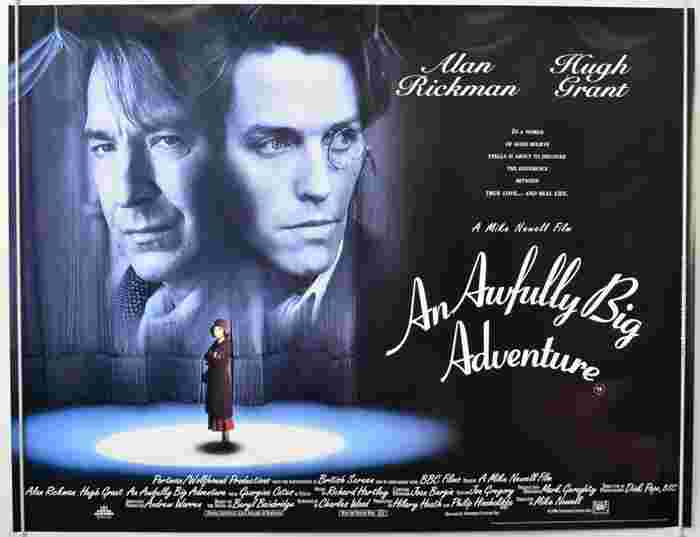 Alan Rickman
Hugh Grant
IN A WORLD
OF MAKE BELIEVE
STELLA IS ABOUT TO DISCOVER
THE DIFFERENCE
BETWEEN
TRUE LOVE... AND REAL LIFE.
A Mike Newell Film
An Awfully Big
Adventure
Portman/Wolfhound Productions British Screen BBC Films A Mike Newell Film
Alan Rickman Hugh Grant An Awfully Big Adventure Georgina Cates Richard Hartley Joan Bergin Jon Gregory Mark Geraghty Dick Pope, BSC
Andrew Warren Beryl Bainbridge Charles Wood Hilary Heath Philip Hinchcliffe Mike Newell